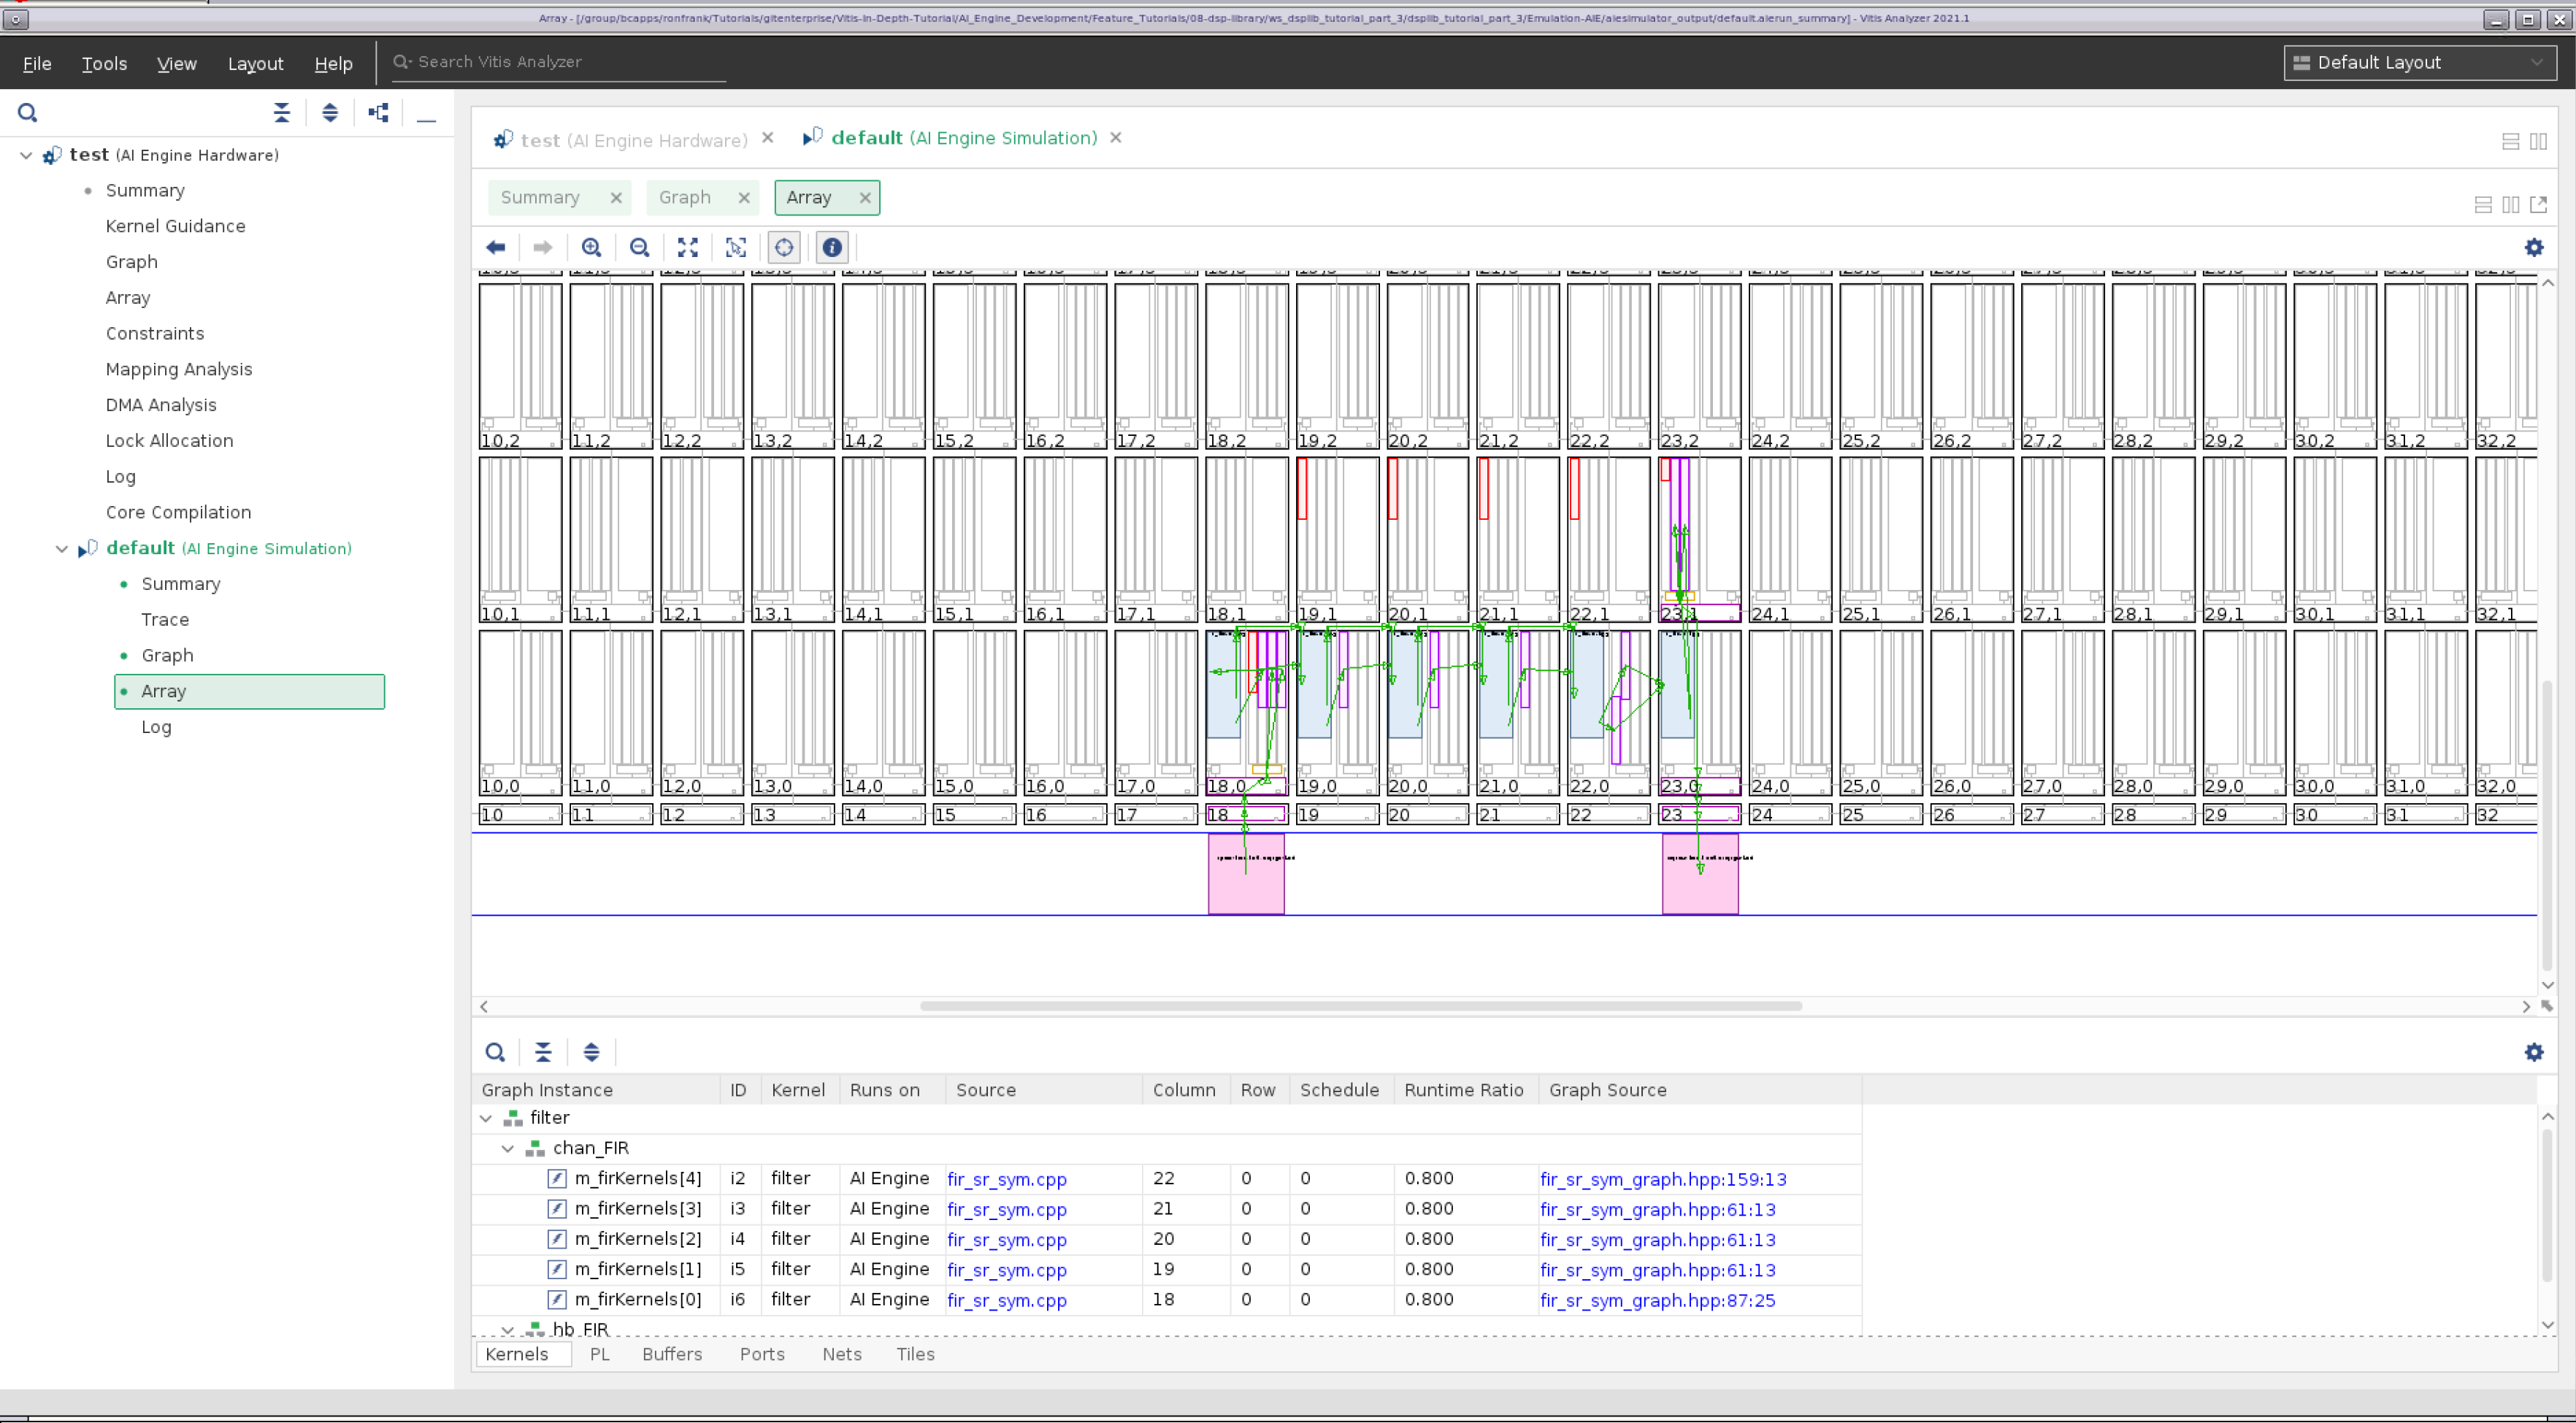 Array - [/group/bcapps/ronfrank/Tutorials/gitenterprise/Vitis-In-Depth-Tutorial/AI_Engine_Development/Feature_Tutorials/08-dsp-library/ws_dsplib_tutorial_part_3/dsplib_tutorial_part_3/Emulation-AIE/aiesimulator_output/default.aierun_summary] - Vitis Analyzer 2021.1
File Tools View Layout Help Search Vitis Analyzer Default Layout
test (AI Engine Hardware)
Summary
Kernel Guidance
Graph
Array
Constraints
Mapping Analysis
DMA Analysis
Lock Allocation
Log
Core Compilation
default (AI Engine Simulation)
Summary
Trace
Graph
Array
Log
test (AI Engine Hardware) default (AI Engine Simulation)
Summary Graph Array
10,2 11,2 12,2 13,2 14,2 15,2 16,2 17,2 18,2 19,2 20,2 21,2 22,2 23,2 24,2 25,2 26,2 27,2 28,2 29,2 30,2 31,2 32,2
10,1 11,1 12,1 13,1 14,1 15,1 16,1 17,1 18,1 19,1 20,1 21,1 22,1 23,1 24,1 25,1 26,1 27,1 28,1 29,1 30,1 31,1 32,1
10,0 11,0 12,0 13,0 14,0 15,0 16,0 17,0 18,0 19,0 20,0 21,0 22,0 23,0 24,0 25,0 26,0 27,0 28,0 29,0 30,0 31,0 32,0
10 11 12 13 14 15 16 17 18 19 20 21 22 23 24 25 26 27 28 29 30 31 32
Graph Instance ID Kernel Runs on Source Column Row Schedule Runtime Ratio Graph Source
filter
chan_FIR
m_firKernels[4] i2 filter AI Engine fir_sr_sym.cpp 22 0 0 0.800 fir_sr_sym_graph.hpp:159:13
m_firKernels[3] i3 filter AI Engine fir_sr_sym.cpp 21 0 0 0.800 fir_sr_sym_graph.hpp:61:13
m_firKernels[2] i4 filter AI Engine fir_sr_sym.cpp 20 0 0 0.800 fir_sr_sym_graph.hpp:61:13
m_firKernels[1] i5 filter AI Engine fir_sr_sym.cpp 19 0 0 0.800 fir_sr_sym_graph.hpp:61:13
m_firKernels[0] i6 filter AI Engine fir_sr_sym.cpp 18 0 0 0.800 fir_sr_sym_graph.hpp:87:25
hb_FIR
Kernels PL Buffers Ports Nets Tiles